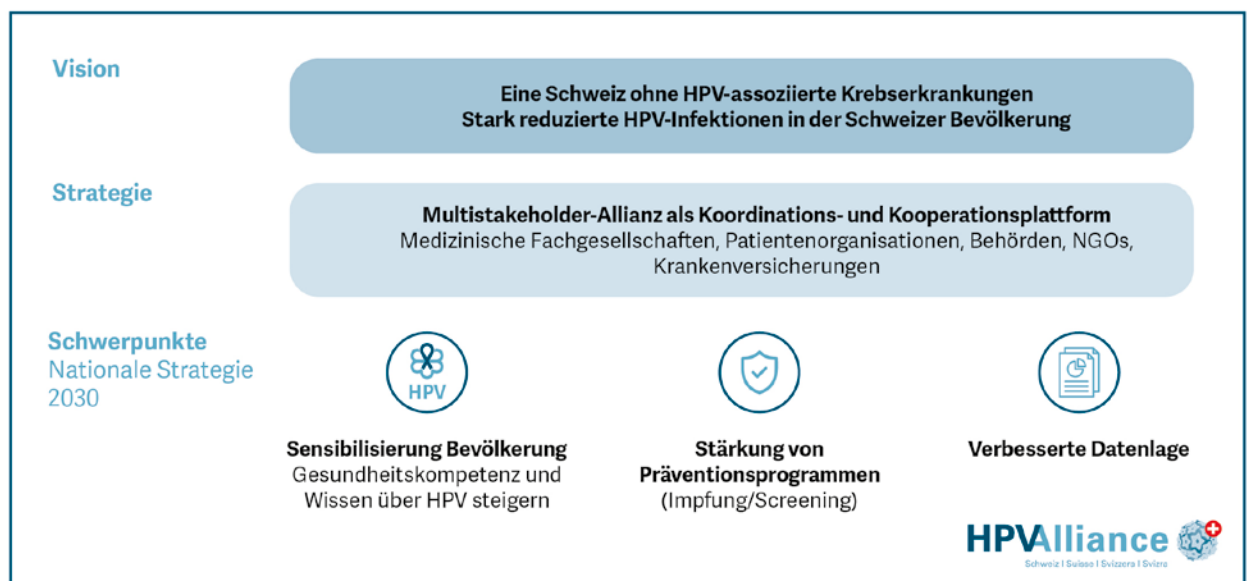 Vision
Eine Schweiz ohne HPV-assoziierte Krebserkrankungen
Stark reduzierte HPV-Infektionen in der Schweizer Bevölkerung
Strategie
Multistakeholder-Allianz als Koordinations- und Kooperationsplattform
Medizinische Fachgesellschaften, Patientenorganisationen, Behörden, NGOs,
Krankenversicherungen
Schwerpunkte
Nationale Strategie
2030
HPV
Sensibilisierung Bevölkerung
Gesundheitskompetenz und
Wissen über HPV steigern
Stärkung von
Präventionsprogrammen
(Impfung/Screening)
Verbesserte Datenlage
HPVAlliance
Schweiz | Suisse | Svizzera | Svizra